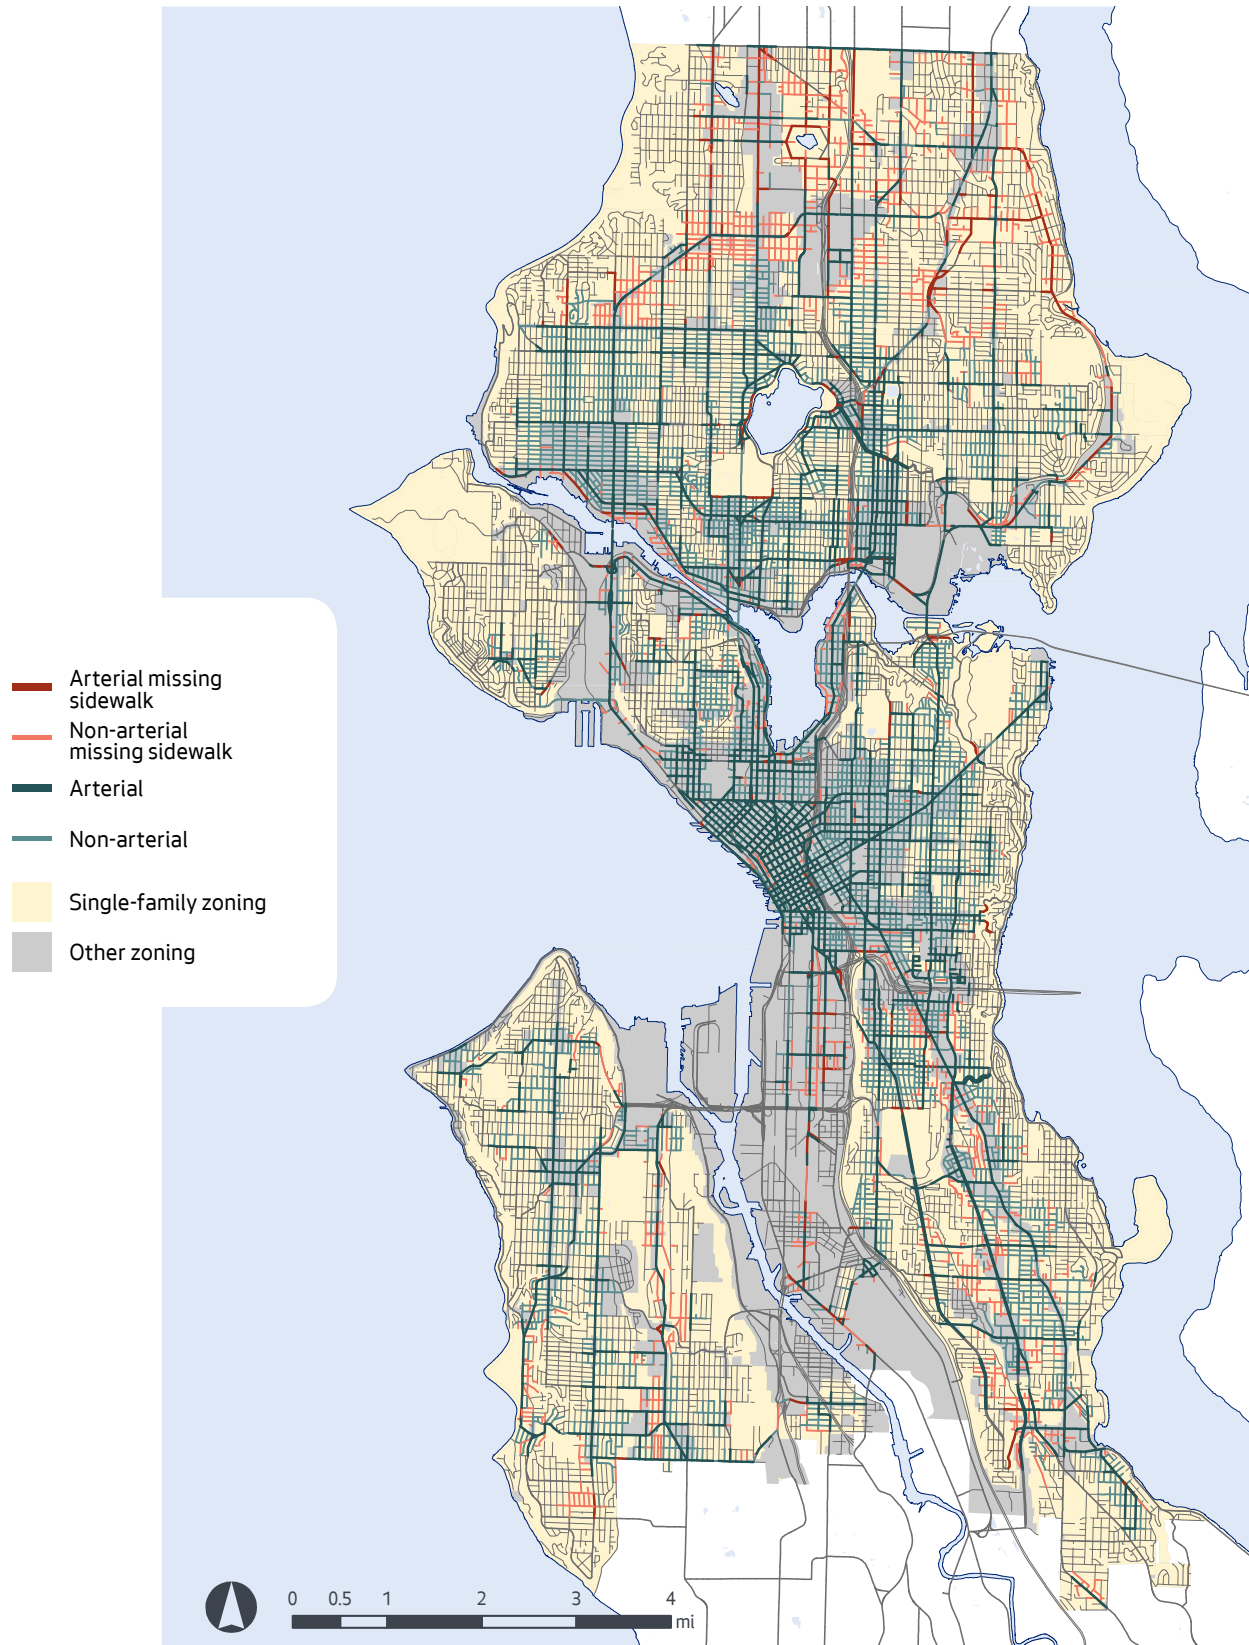 Arterial missing
sidewalk
Non-arterial
missing sidewalk
Arterial
Non-arterial
Single-family zoning
Other zoning
0 0.5 1 2 3 4
mi